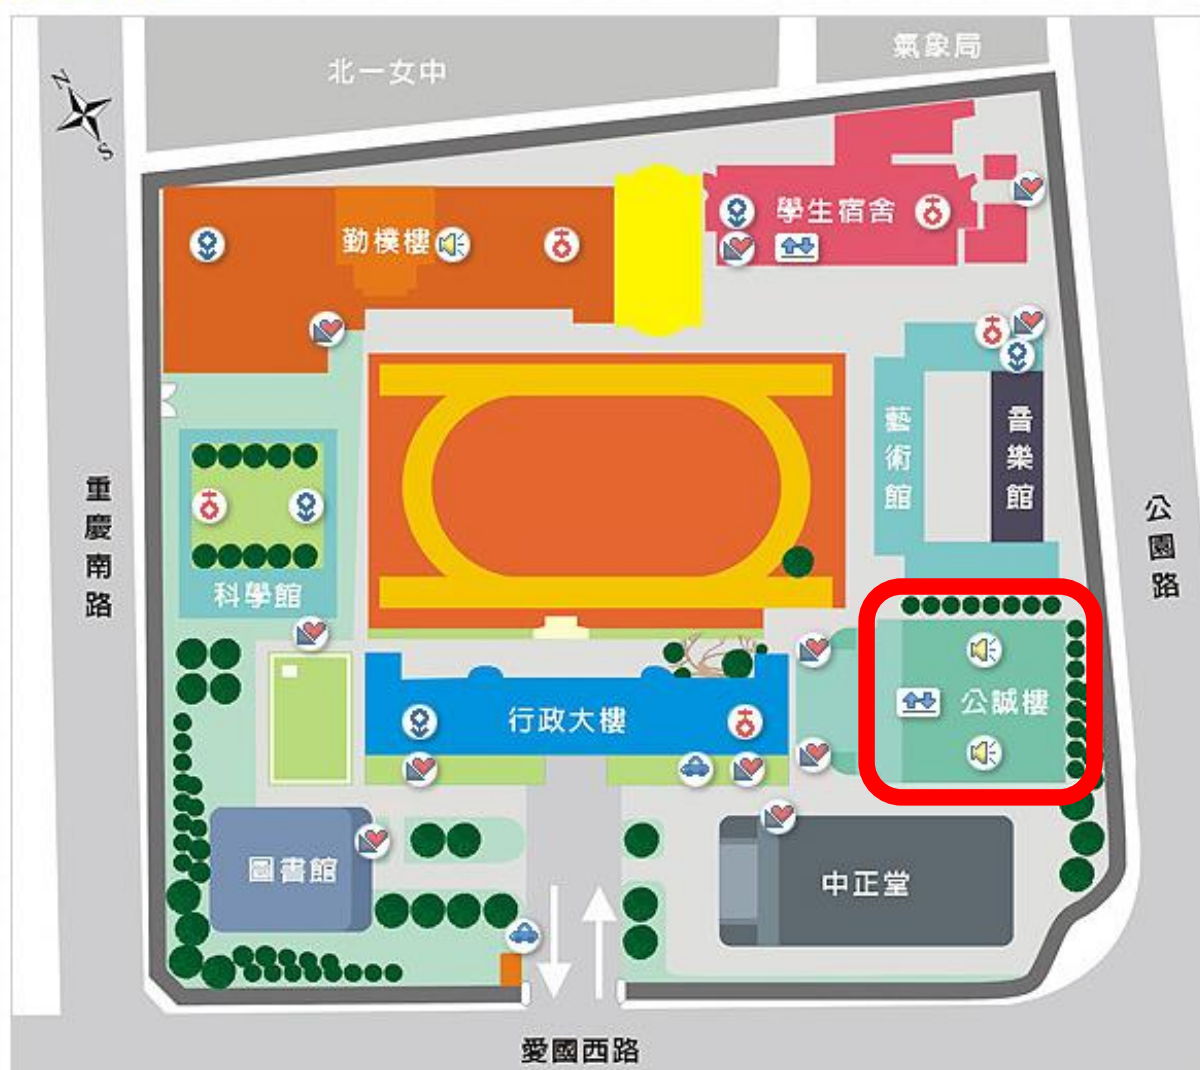 氣象局
北一女中
N
S
學生宿舍
勤樸樓
藝術館
音樂館
重慶南路
公園路
科學館
公誠樓
行政大樓
圖書館
中正堂
愛國西路